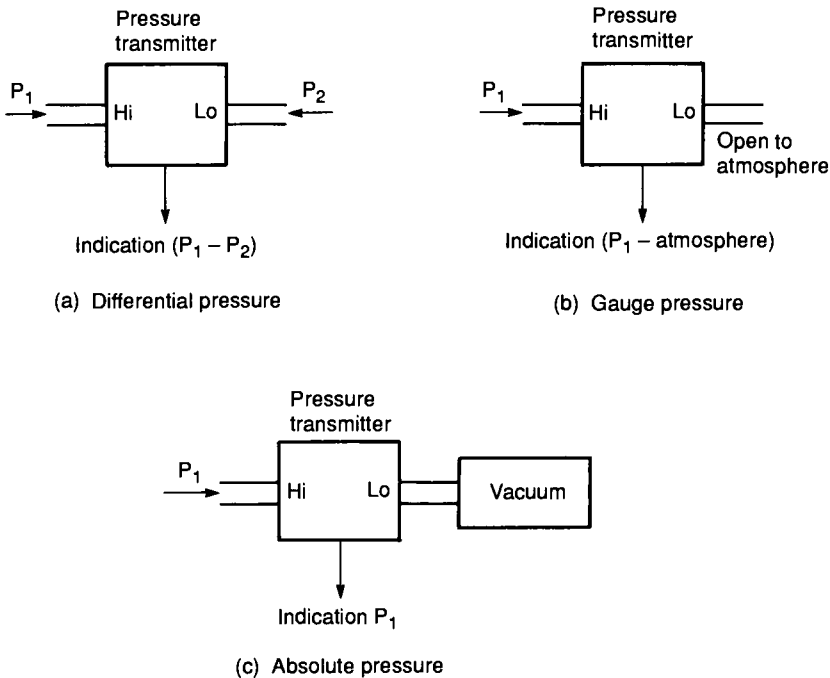 Pressure
transmitter
P₁
Hi
Lo
P₂
Indication (P₁ – P₂)
(a) Differential pressure
Pressure
transmitter
P₁
Hi
Lo
Open to
atmosphere
Indication (P₁ – atmosphere)
(b) Gauge pressure
Pressure
transmitter
P₁
Hi
Lo
Vacuum
Indication P₁
(c) Absolute pressure